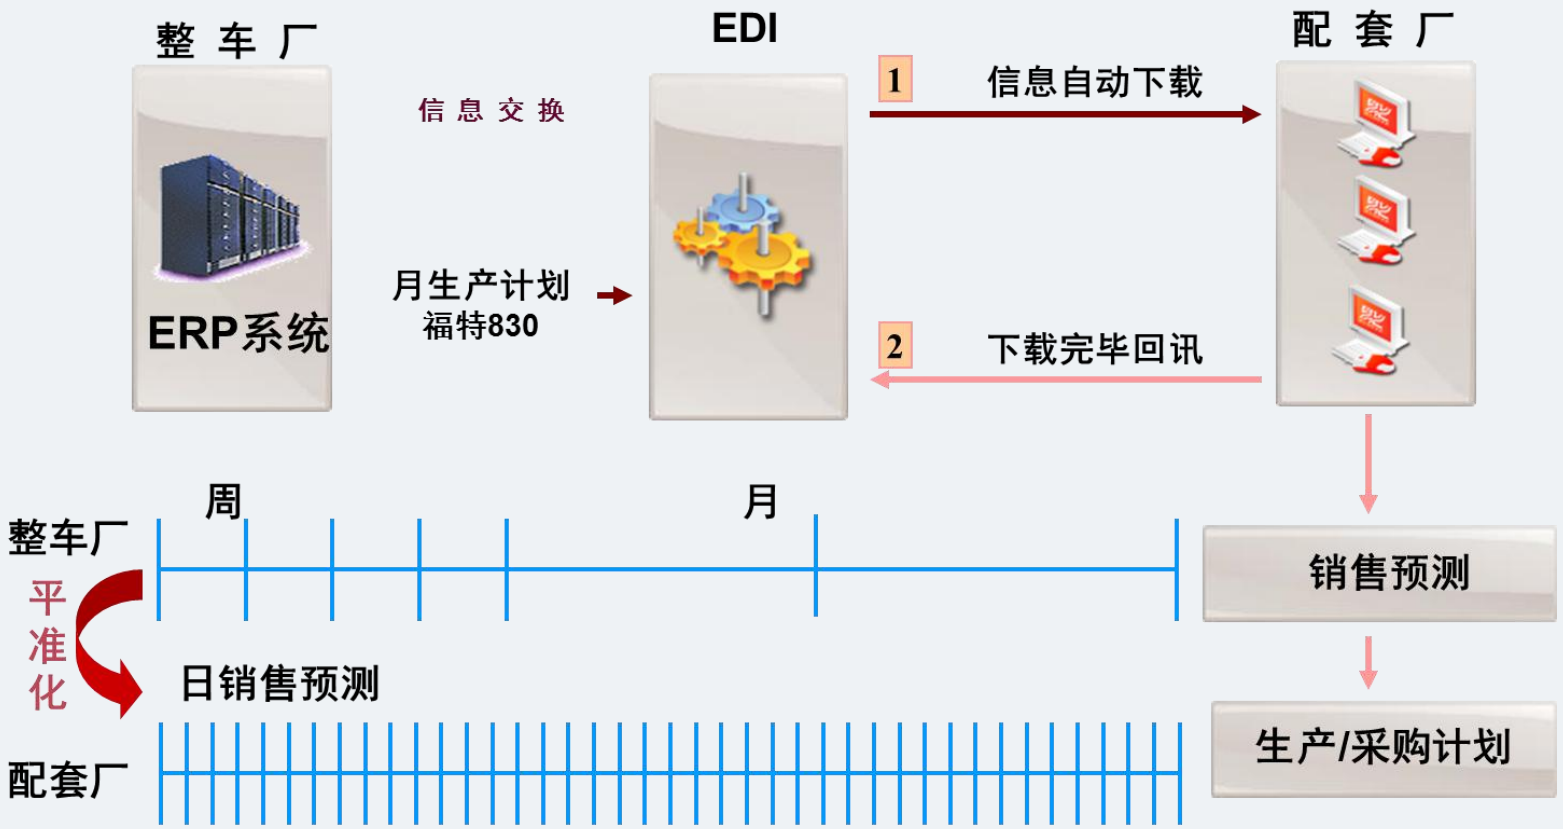 整车厂
EDI
配套厂
信息交换
1
信息自动下载
ERP系统
月生产计划
福特830
2
下载完毕回讯
周
月
整车厂
平
准
化
销售预测
日销售预测
配套厂
生产/采购计划